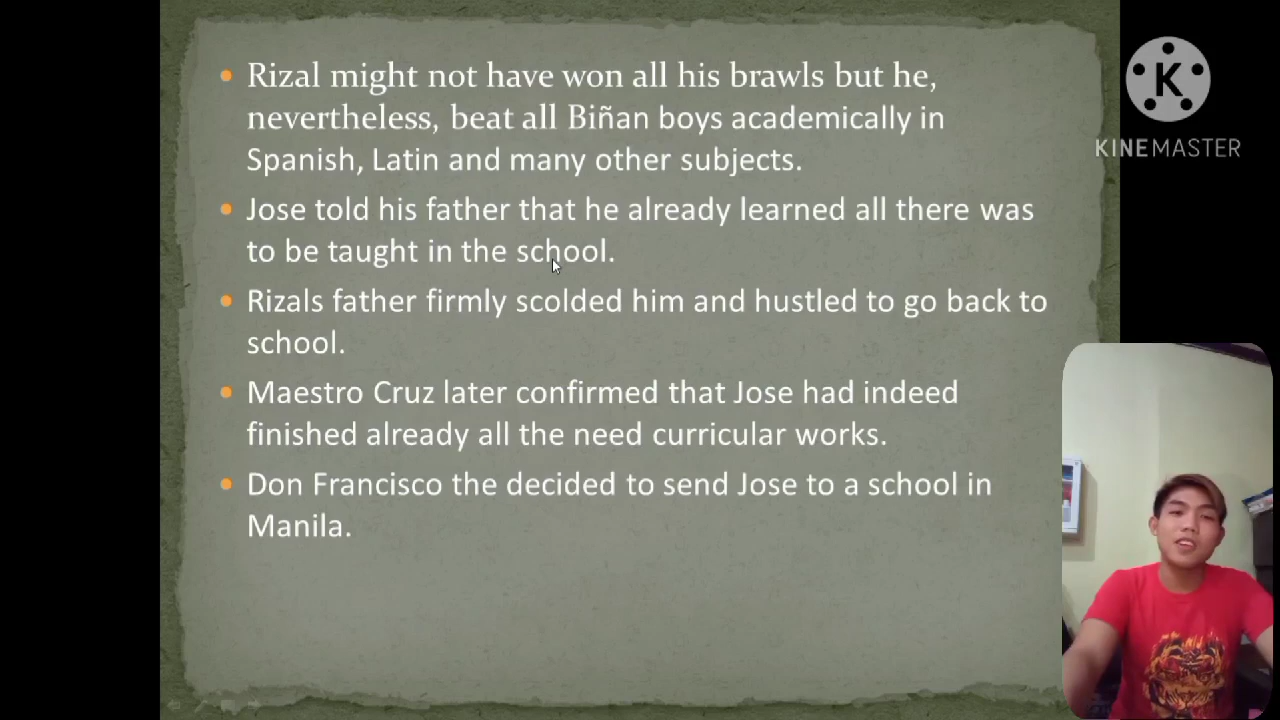 Rizal might not have won all his brawls but he,
nevertheless, beat all Biñan boys academically in
Spanish, Latin and many other subjects.
Jose told his father that he already learned all there was
to be taught in the school.
Rizals father firmly scolded him and hustled to go back to
school.
Maestro Cruz later confirmed that Jose had indeed
finished already all the need curricular works.
Don Francisco the decided to send Jose to a school in
Manila.
K
KINEMASTER